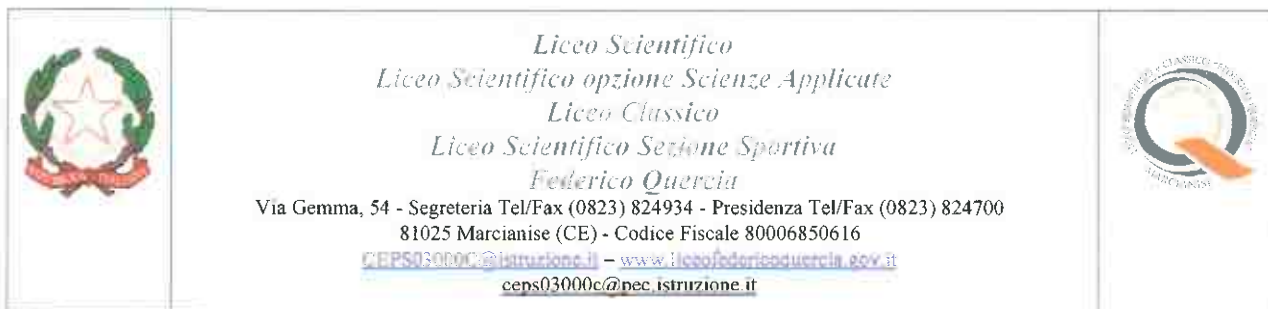 Liceo Scientifico
Liceo Scientifico opzione Scienze Applicate
Liceo Classico
Liceo Scientifico Sezione Sportiva
Federico Quercia
Via Gemma, 54 - Segreteria Tel/Fax (0823) 824934 - Presidenza Tel/Fax (0823) 824700
81025 Marcianise (CE) - Codice Fiscale 80006850616
CEPS03000C@istruzione.it – www.liceofedericoquercia.gov.it
ceps03000c@pec.istruzione.it
MARCIANISE